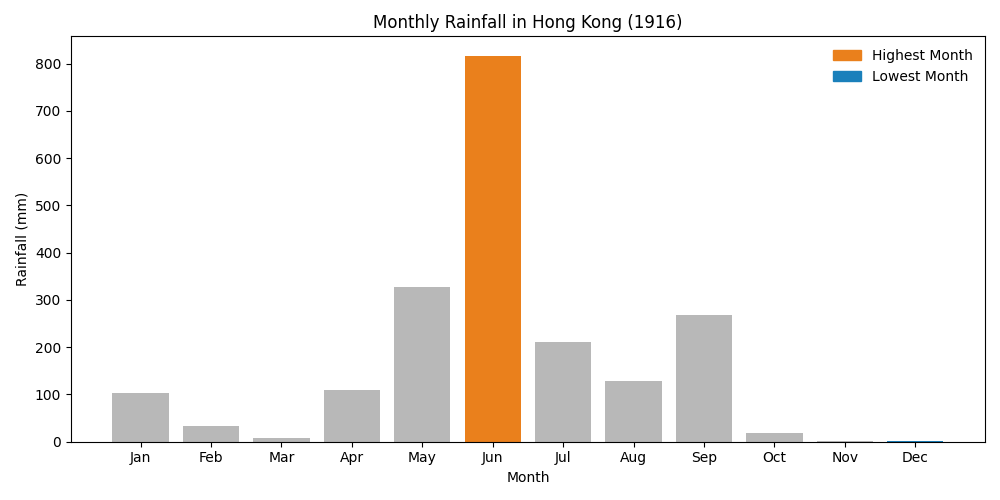 Monthly Rainfall in Hong Kong (1916)
Highest Month
Lowest Month
Rainfall (mm)
800
700
600
500
400
300
200
100
0
Jan Feb Mar Apr May Jun Jul Aug Sep Oct Nov Dec
Month